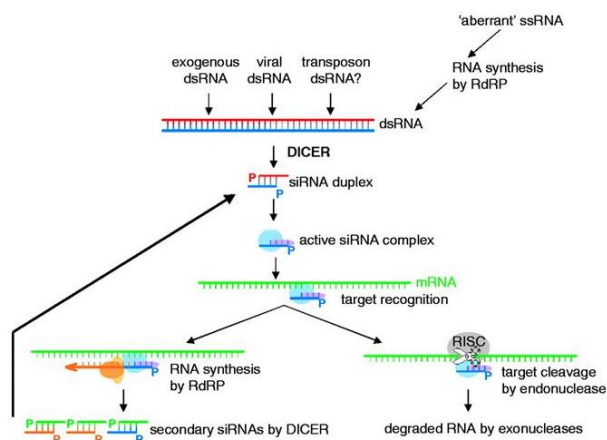 'aberrant' ssRNA
exogenous
dsRNA
viral
dsRNA
transposon
dsRNA?
RNA synthesis
by RdRP
dsRNA
DICER
P
siRNA duplex
P
active siRNA complex
P
mRNA
target recognition
P
RNA synthesis
by RdRP
P
RISC
target cleavage
by endonuclease
P
P P P
secondary siRNAs by DICER
P P P
degraded RNA by exonucleases